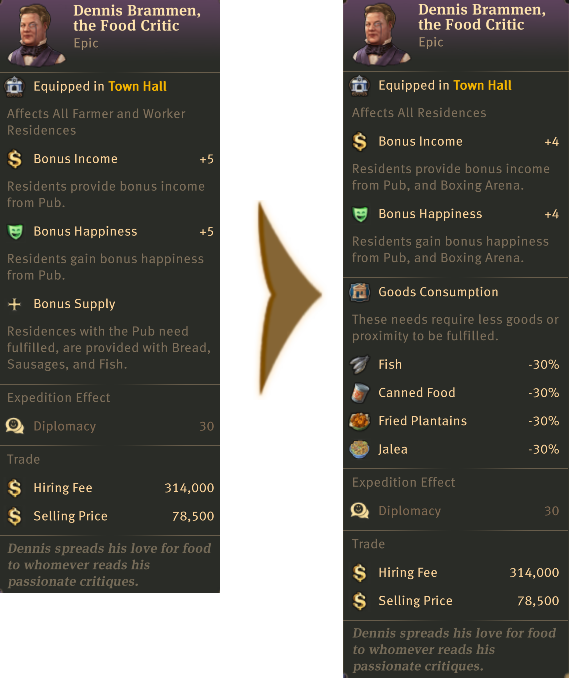 Dennis Brammen,
the Food Critic
Epic
Equipped in Town Hall
Affects All Farmer and Worker
Residences
Bonus Income +5
Residents provide bonus income
from Pub.
Bonus Happiness +5
Residents gain bonus happiness
from Pub.
Bonus Supply
Residences with the Pub need
fulfilled, are provided with Bread,
Sausages, and Fish.
Expedition Effect
Diplomacy 30
Trade
Hiring Fee 314,000
Selling Price 78,500
Dennis spreads his love for food
to whomever reads his
passionate critiques.
Dennis Brammen,
the Food Critic
Epic
Equipped in Town Hall
Affects All Residences
Bonus Income +4
Residents provide bonus income
from Pub, and Boxing Arena.
Bonus Happiness +4
Residents gain bonus happiness
from Pub, and Boxing Arena.
Goods Consumption
These needs require less goods or
proximity to be fulfilled.
Fish -30%
Canned Food -30%
Fried Plantains -30%
Jalea -30%
Expedition Effect
Diplomacy 30
Trade
Hiring Fee 314,000
Selling Price 78,500
Dennis spreads his love for food
to whomever reads his
passionate critiques.